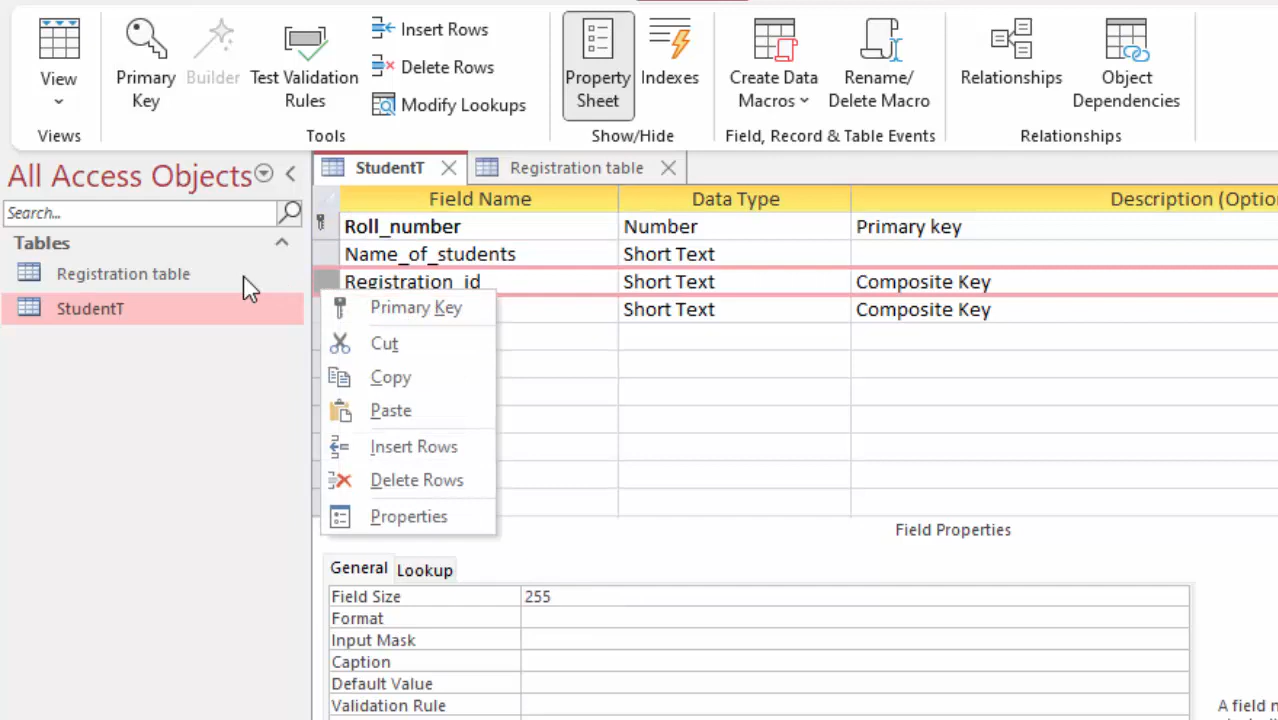 View
Primary Key
Builder
Test Validation Rules
Insert Rows
Delete Rows
Modify Lookups
Property Sheet
Indexes
Create Data Macros
Rename/ Delete Macro
Relationships
Object Dependencies
Views
Tools
Show/Hide
Field, Record & Table Events
Relationships
All Access Objects
Search...
Tables
Registration table
StudentT
StudentT
Registration table
Field Name Data Type Description (Optio
Roll_number Number Primary key
Name_of_students Short Text
Registration_id Short Text Composite Key
Short Text Composite Key
Primary Key
Cut
Copy
Paste
Insert Rows
Delete Rows
Properties
Field Properties
General Lookup
Field Size 255
Format
Input Mask
Caption
Default Value
Validation Rule
A field n